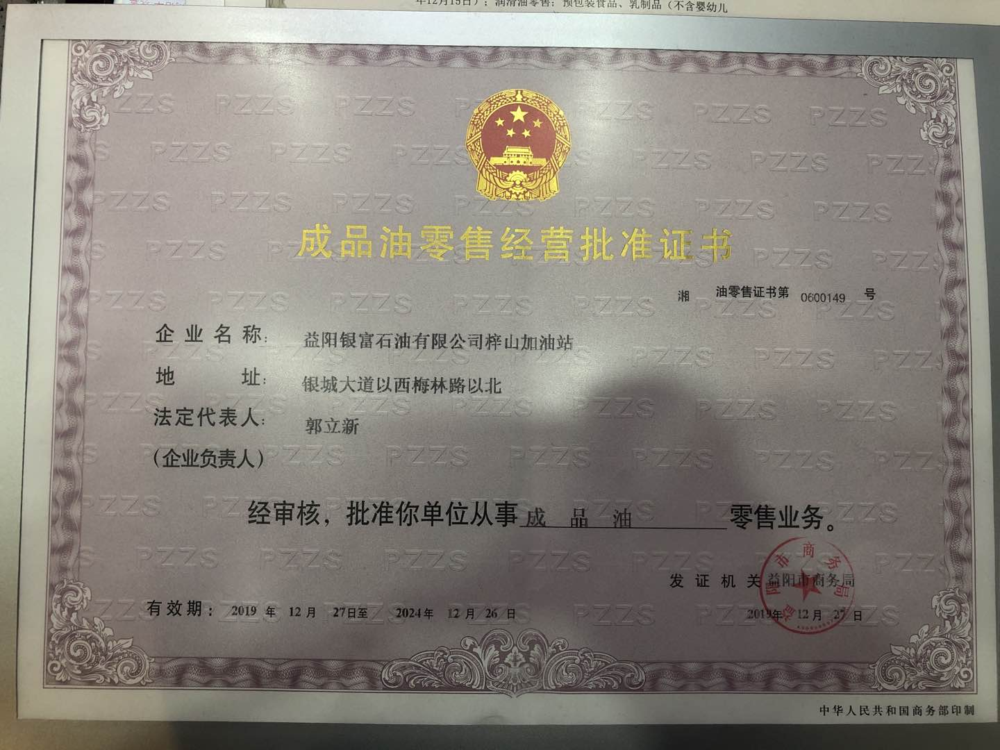 年12月15日）；润滑油零售；预包装食品、乳制品（不含婴幼儿
成品油零售经营批准证书
湘 油零售证书第 0600149 号
企业名称： 益阳银富石油有限公司梓山加油站
地 址： 银城大道以西梅林路以北
法定代表人： 郭立新
（企业负责人）
经审核，批准你单位从事成 品 油零售业务。
发证机关 益阳市商务局
益阳市商务局
有效期： 2019 年 12 月 27日至 2024年 12 月 26 日
2019年 12 月 27 日
中华人民共和国商务部印制
PZZS